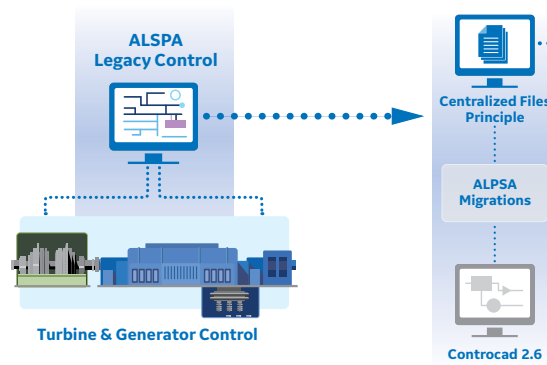 ALSPA
Legacy Control
Turbine & Generator Control
Centralized Files
Principle
ALPSA
Migrations
Controcad 2.6